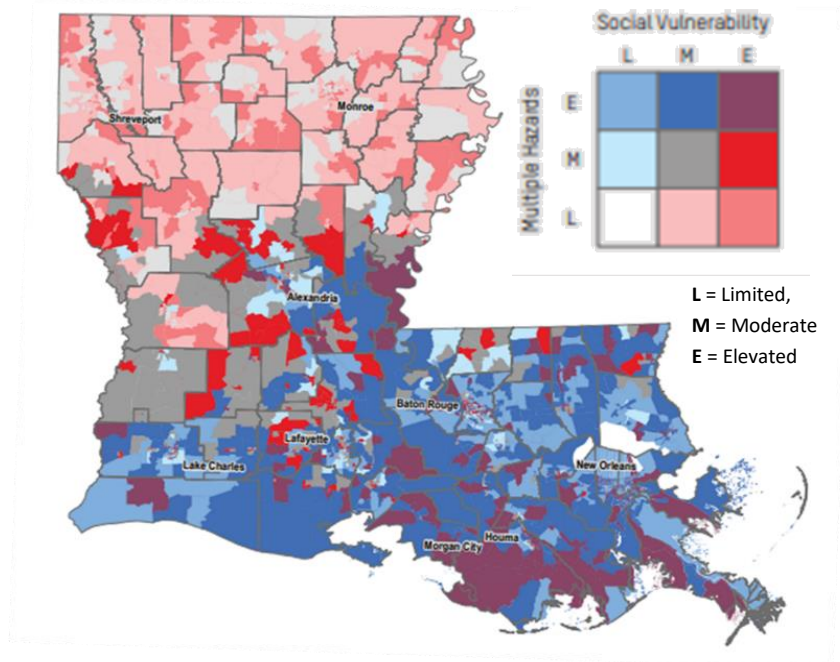 Social Vulnerability
L M E
Multiple Hazards
E
M
L
L = Limited,
M = Moderate
E = Elevated
Shreveport
Monroe
Alexandria
Baton Rouge
Lafayette
Lake Charles
New Orleans
Houma
Morgan City